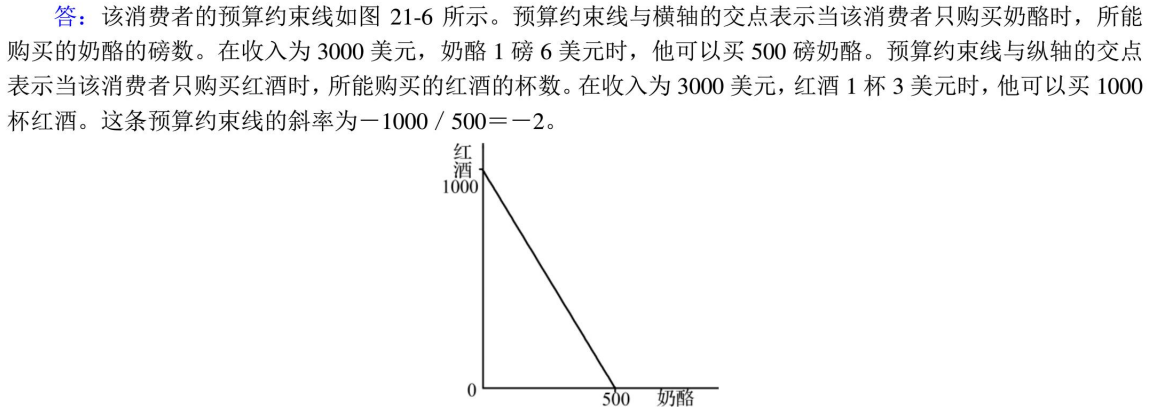 答：该消费者的预算约束线如图 21-6 所示。预算约束线与横轴的交点表示当该消费者只购买奶酪时，所能
购买的奶酪的磅数。在收入为 3000 美元，奶酪 1 磅 6 美元时，他可以买 500 磅奶酪。预算约束线与纵轴的交点
表示当该消费者只购买红酒时，所能购买的红酒的杯数。在收入为 3000 美元，红酒 1 杯 3 美元时，他可以买 1000
杯红酒。这条预算约束线的斜率为－1000／500＝－2。
红
酒
1000
0
500 奶酪